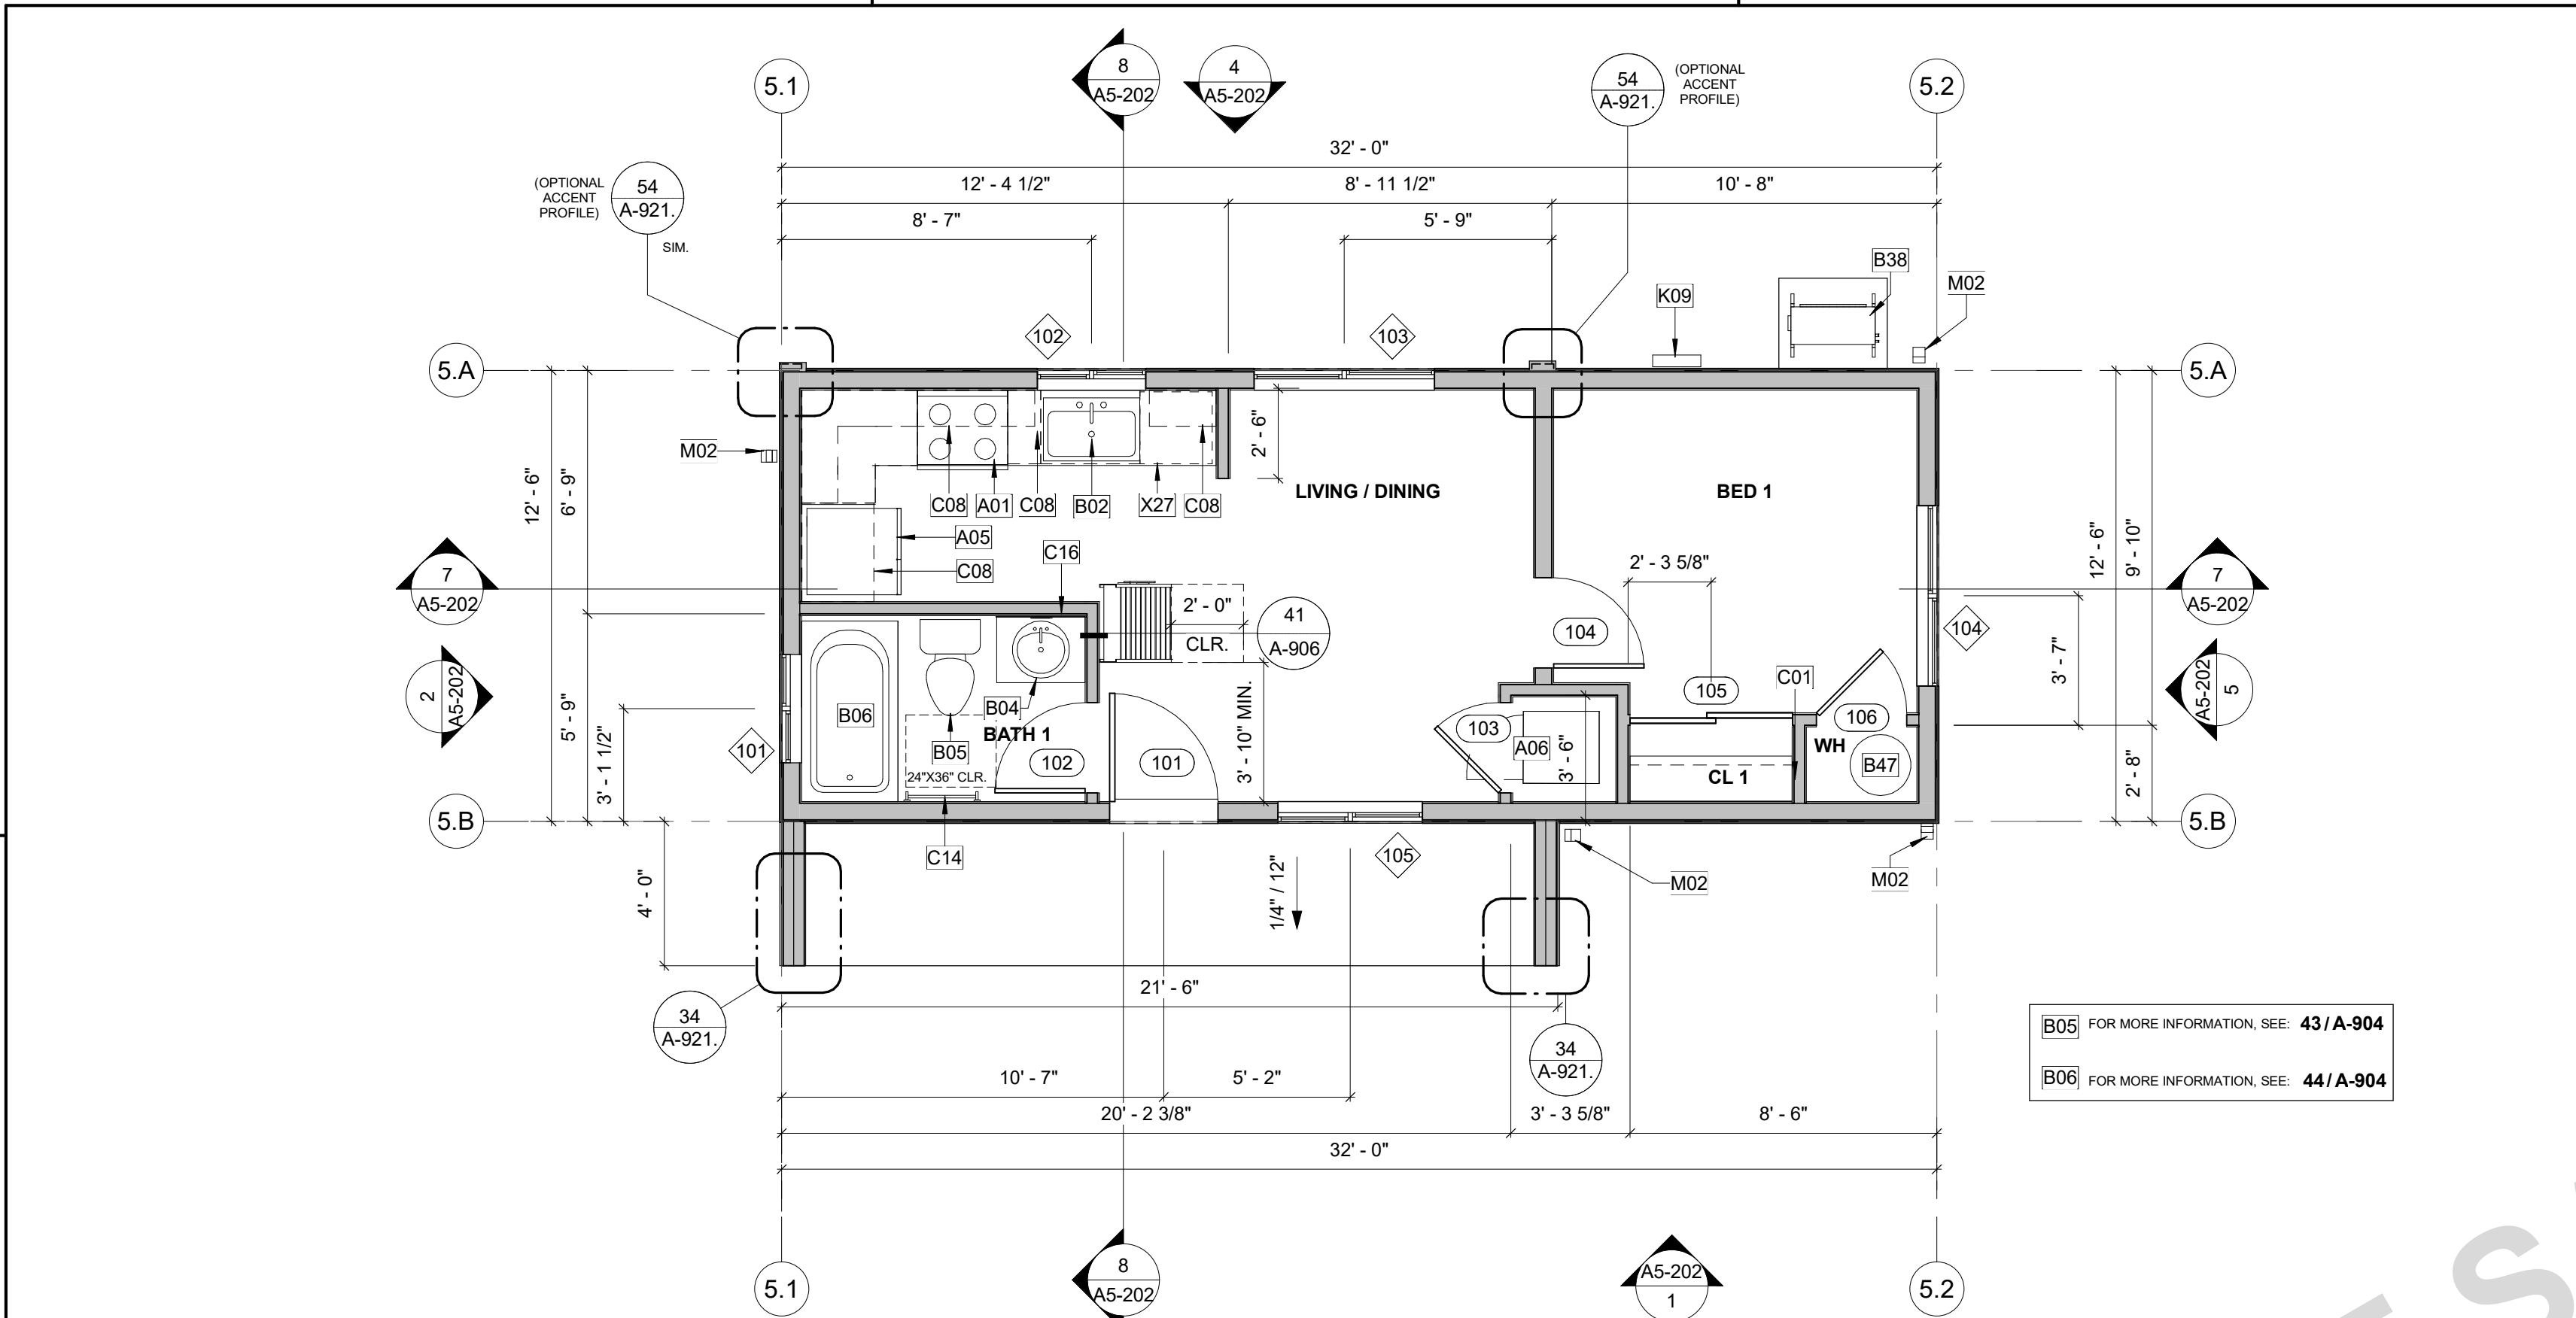 8
A5-202
4
A5-202
54
A-921.
(OPTIONAL
ACCENT
PROFILE)
5.1
5.2
32' - 0"
12' - 4 1/2"
8' - 11 1/2"
10' - 8"
(OPTIONAL
ACCENT
PROFILE)
54
A-921.
SIM.
8' - 7"
5' - 9"
B38
M02
K09
102
103
5.A
5.A
M02
2' - 6"
12' - 6"
6' - 9"
LIVING / DINING
BED 1
C08
A01
C08
B02
X27
C08
A05
C16
C08
2' - 3 5/8"
12' - 6"
9' - 10"
7
A5-202
7
A5-202
2' - 0"
CLR.
41
A-906
104
104
3' - 7"
2
A5-202
A5-202
5
B06
B04
BATH 1
B05
24"X36" CLR.
102
101
3' - 10" MIN.
103
A06
3' - 6"
105
C01
106
WH
B47
CL 1
101
5' - 9"
3' - 1 1/2"
2' - 8"
5.B
5.B
C14
105
1/4" / 12"
M02
M02
4' - 0"
21' - 6"
34
A-921.
34
A-921.
B05 FOR MORE INFORMATION, SEE: 43 / A-904
B06 FOR MORE INFORMATION, SEE: 44 / A-904
10' - 7"
5' - 2"
20' - 2 3/8"
3' - 3 5/8"
8' - 6"
32' - 0"
5.1
8
A5-202
A5-202
1
5.2
S